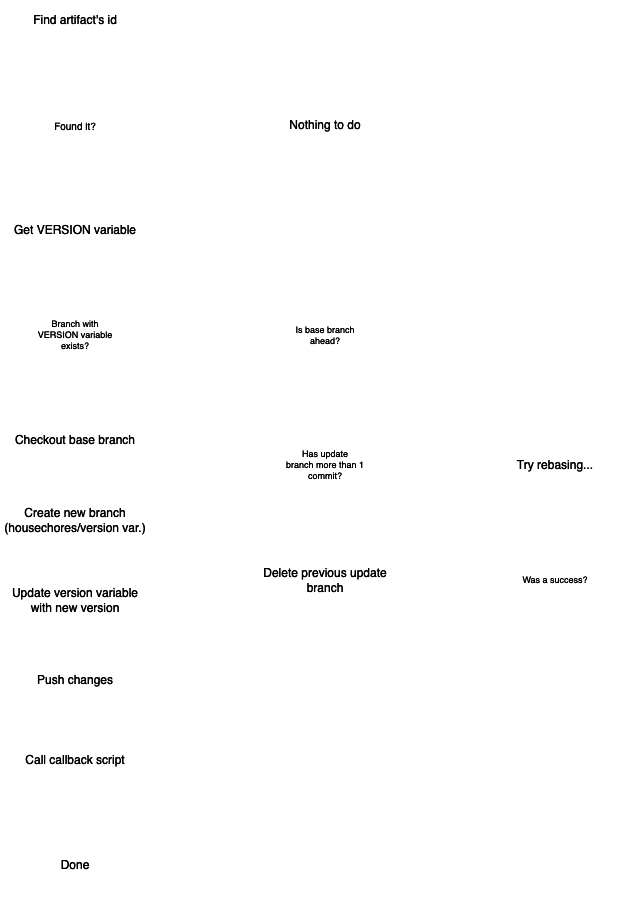 Find artifact's id
Found it?
Nothing to do
Get VERSION variable
Branch with
VERSION variable
exists?
Is base branch
ahead?
Checkout base branch
Has update
branch more than 1
commit?
Try rebasing...
Create new branch
(housechores/version var.)
Delete previous update
branch
Was a success?
Update version variable
with new version
Push changes
Call callback script
Done